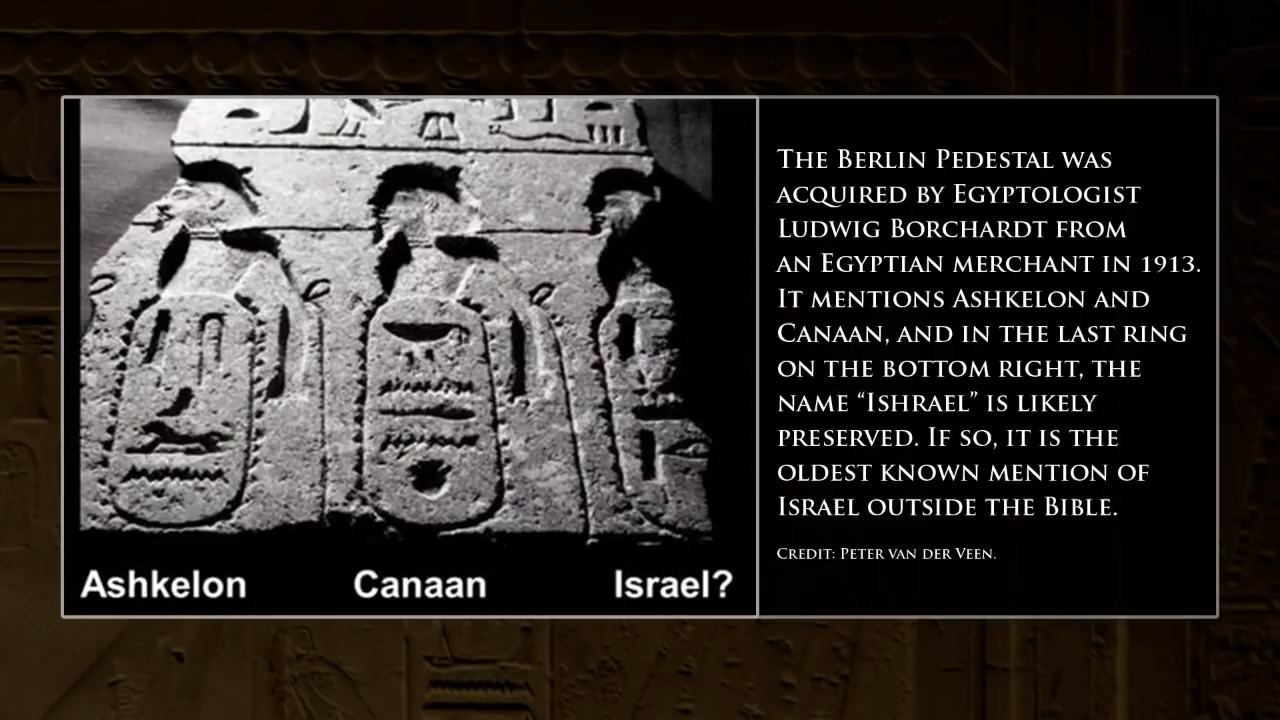 The Berlin Pedestal was
acquired by Egyptologist
Ludwig Borchardt from
an Egyptian merchant in 1913.
It mentions Ashkelon and
Canaan, and in the last ring
on the bottom right, the
name “Ishrael” is likely
preserved. If so, it is the
oldest known mention of
Israel outside the Bible.
Credit: Peter van der Veen.
Ashkelon Canaan Israel?